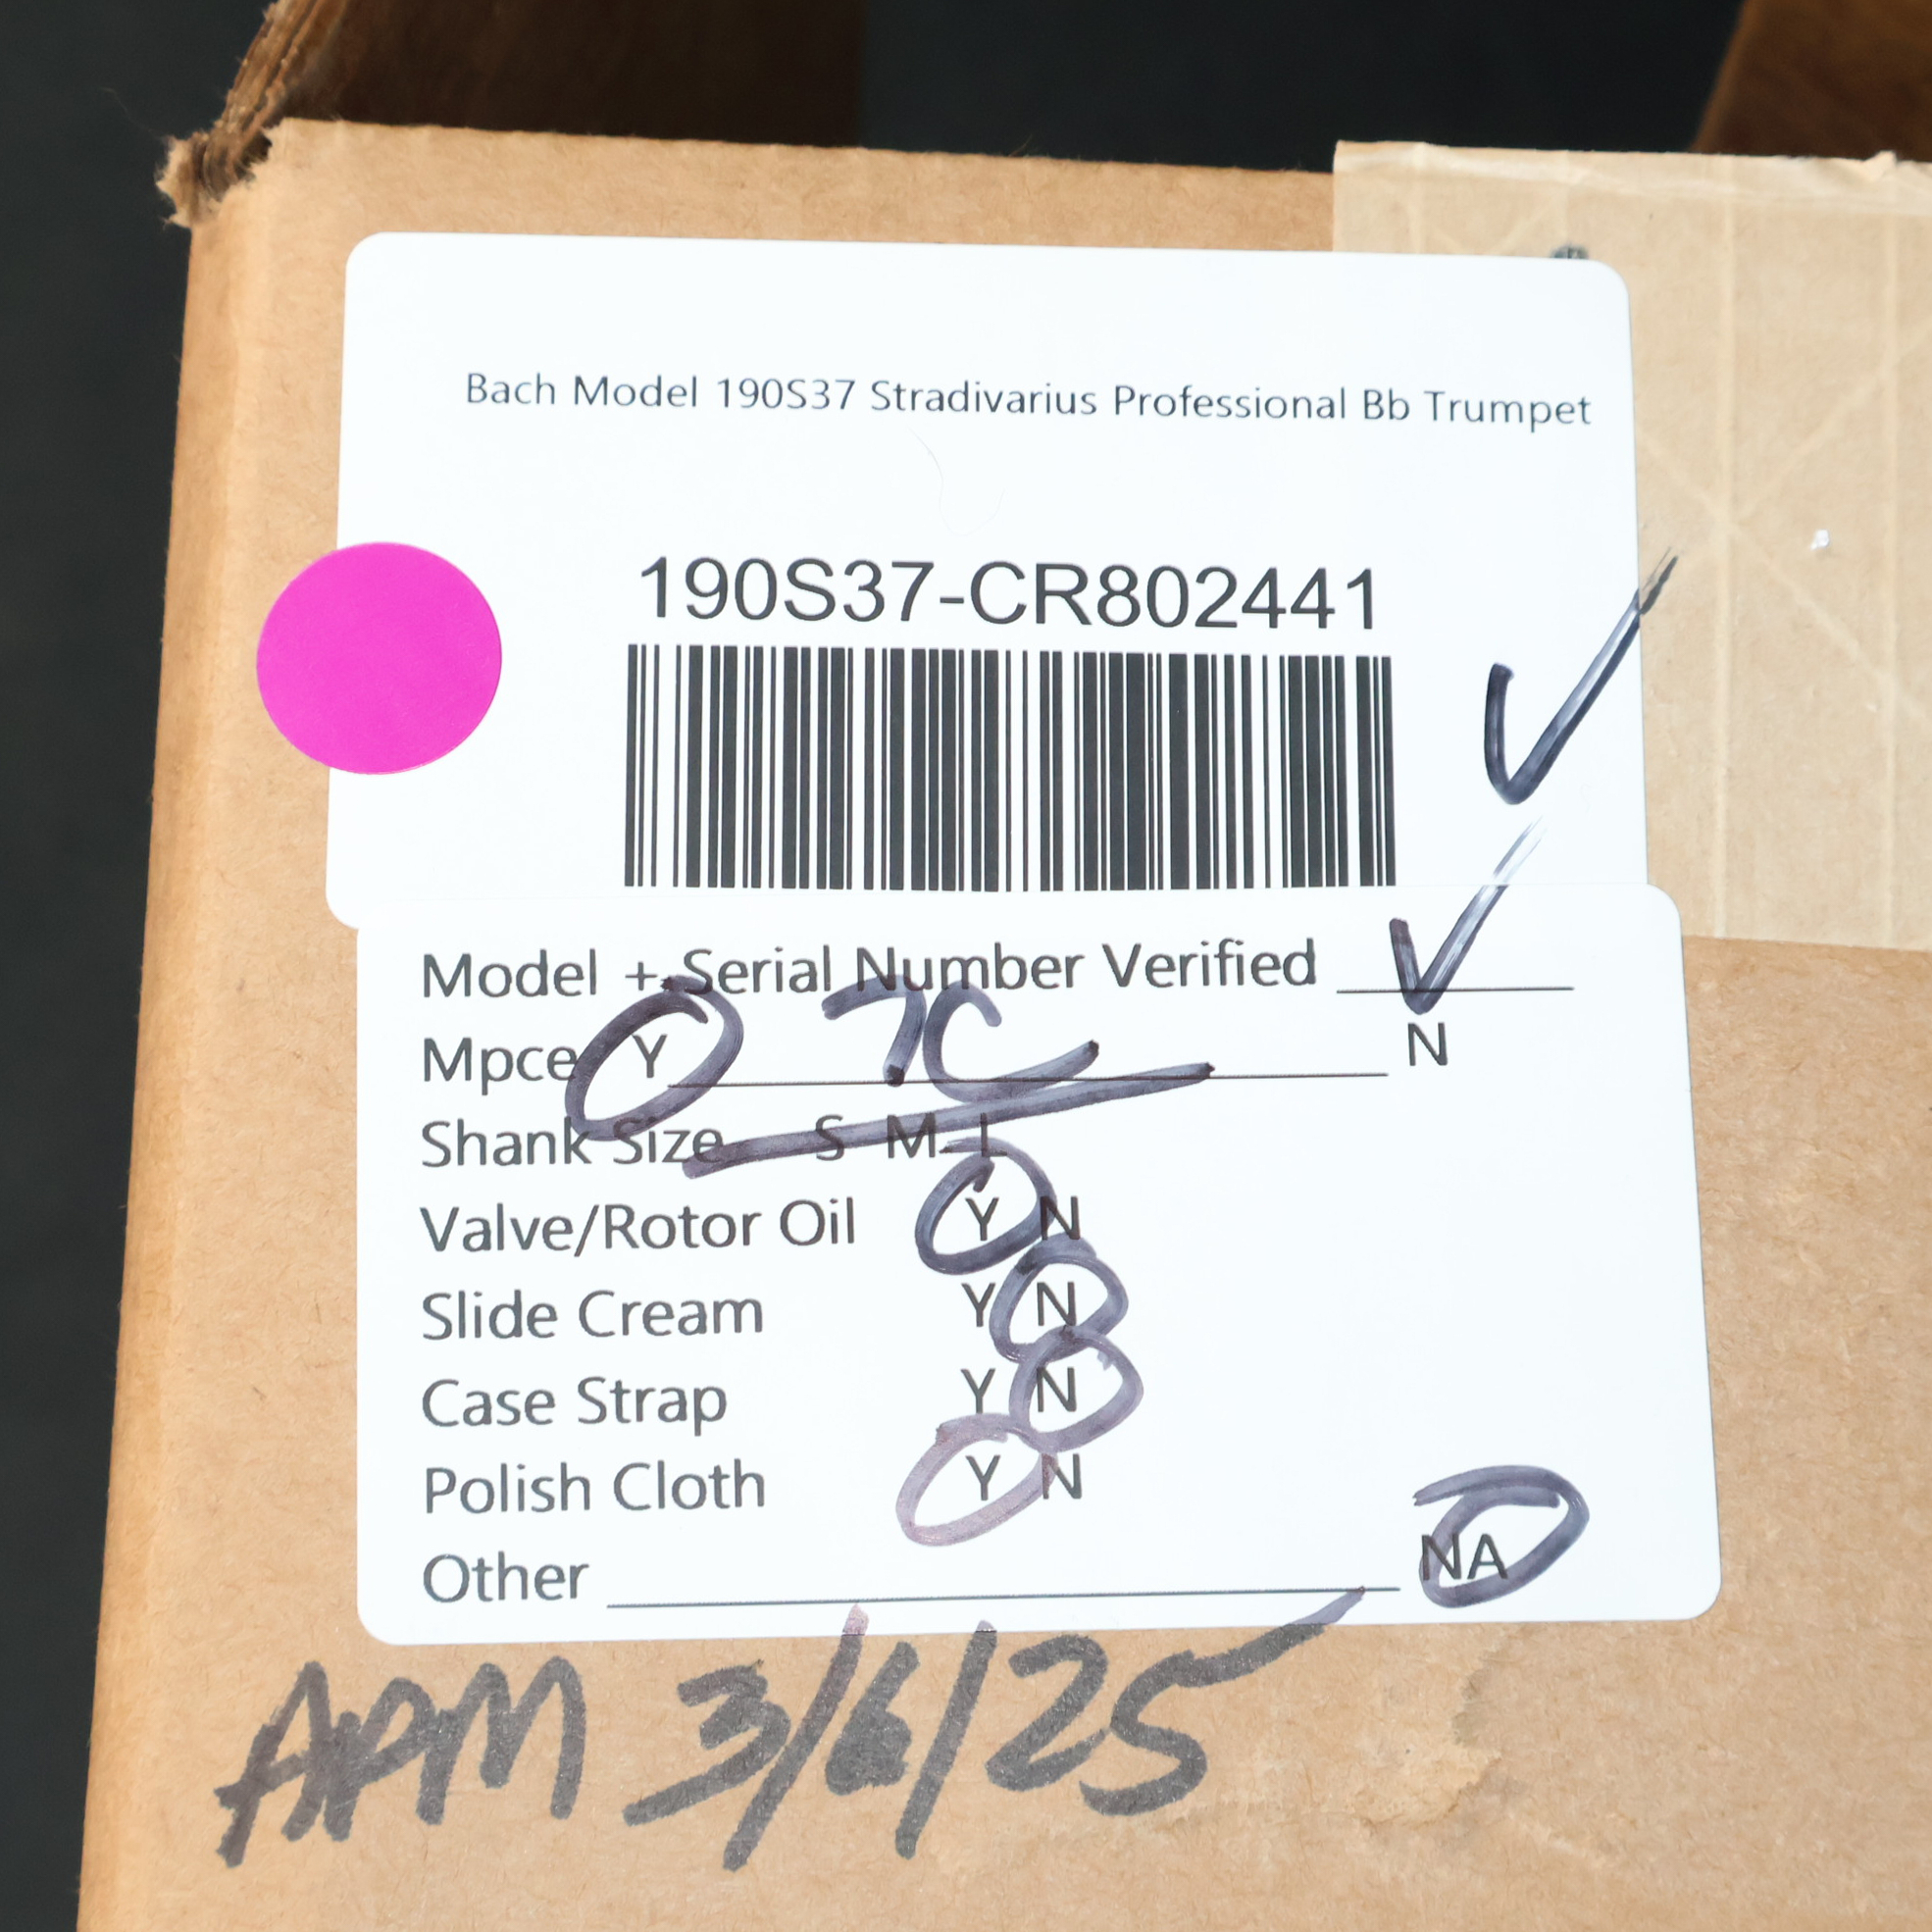 Bach Model 190S37 Stradivarius Professional Bb Trumpet
190S37-CR802441
Model + Serial Number Verified
Mpce Y 7C N
Shank Size S M L
Valve/Rotor Oil Y N
Slide Cream Y N
Case Strap Y N
Polish Cloth Y N
Other NA
APM 3/6/25